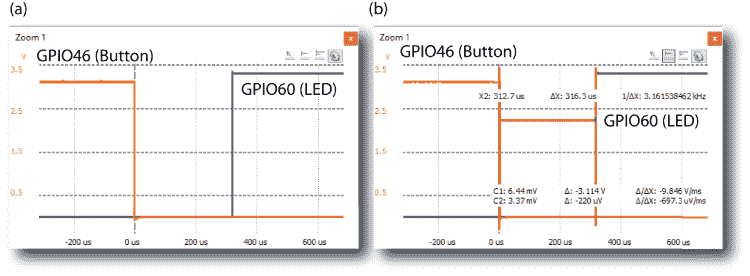 (a)
Zoom 1
x
GPIO46 (Button)
V
3.5
GPIO60 (LED)
2.5
1.5
0.5
-200 us 0 us 200 us 400 us 600 us
(b)
Zoom 1
x
GPIO46 (Button)
V
3.5
X2: 312.7 us ΔX: 316.3 us 1/ΔX: 3.161538462 kHz
2.5
GPIO60 (LED)
1.5
C1: 6.44 mV Δ: -3.114 V Δ/ΔX: -9.846 V/ms
0.5
C2: 3.37 mV Δ: -220 uV Δ/ΔX: -697.3 uV/ms
-200 us 0 us 200 us 400 us 600 us